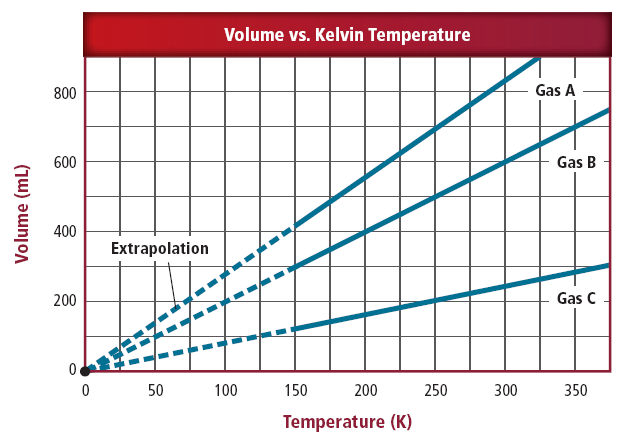 Volume vs. Kelvin Temperature
Volume (mL)
800
600
400
200
0
Gas A
Gas B
Gas C
Extrapolation
0 50 100 150 200 250 300 350
Temperature (K)